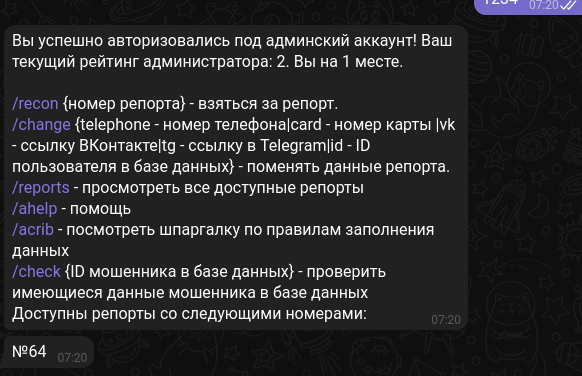 1234 07:20
Вы успешно авторизовались под админский аккаунт! Ваш
текущий рейтинг администратора: 2. Вы на 1 месте.
/recon {номер репорта} - взяться за репорт.
/change {telephone - номер телефона|card - номер карты |vk
- ссылку ВКонтакте|tg - ссылку в Telegram|id - ID
пользователя в базе данных} - поменять данные репорта.
/reports - просмотреть все доступные репорты
/ahelp - помощь
/acrib - посмотреть шпаргалку по правилам заполнения
данных
/check {ID мошенника в базе данных} - проверить
имеющиеся данные мошенника в базе данных
Доступны репорты со следующими номерами:
07:20
№64 07:20